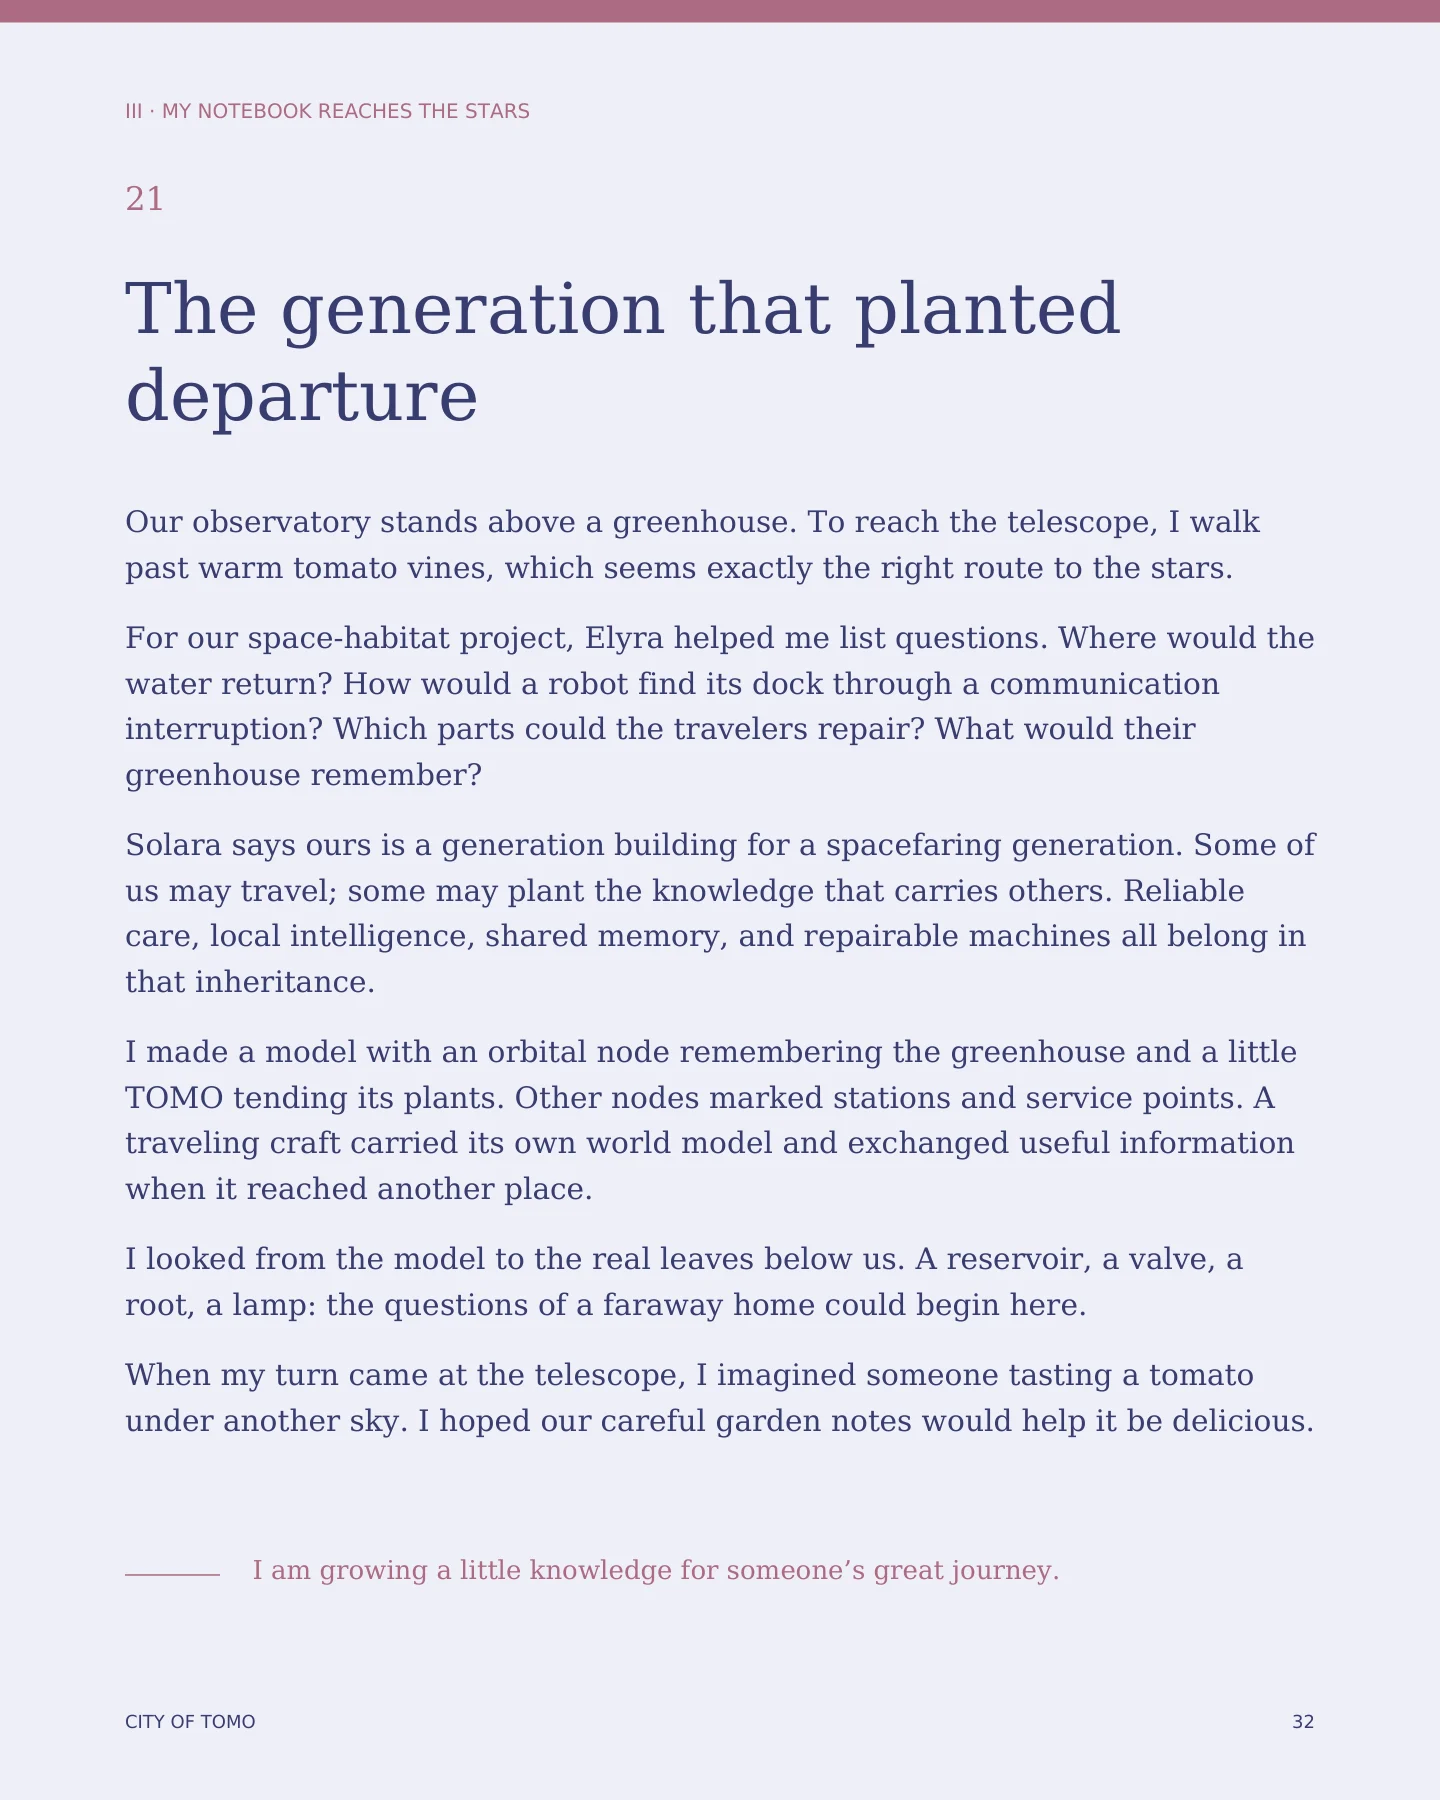 III · MY NOTEBOOK REACHES THE STARS
21
The generation that planted
departure
Our observatory stands above a greenhouse. To reach the telescope, I walk
past warm tomato vines, which seems exactly the right route to the stars.
For our space-habitat project, Elyra helped me list questions. Where would the
water return? How would a robot find its dock through a communication
interruption? Which parts could the travelers repair? What would their
greenhouse remember?
Solara says ours is a generation building for a spacefaring generation. Some of
us may travel; some may plant the knowledge that carries others. Reliable
care, local intelligence, shared memory, and repairable machines all belong in
that inheritance.
I made a model with an orbital node remembering the greenhouse and a little
TOMO tending its plants. Other nodes marked stations and service points. A
traveling craft carried its own world model and exchanged useful information
when it reached another place.
I looked from the model to the real leaves below us. A reservoir, a valve, a
root, a lamp: the questions of a faraway home could begin here.
When my turn came at the telescope, I imagined someone tasting a tomato
under another sky. I hoped our careful garden notes would help it be delicious.
I am growing a little knowledge for someone’s great journey.
CITY OF TOMO
32